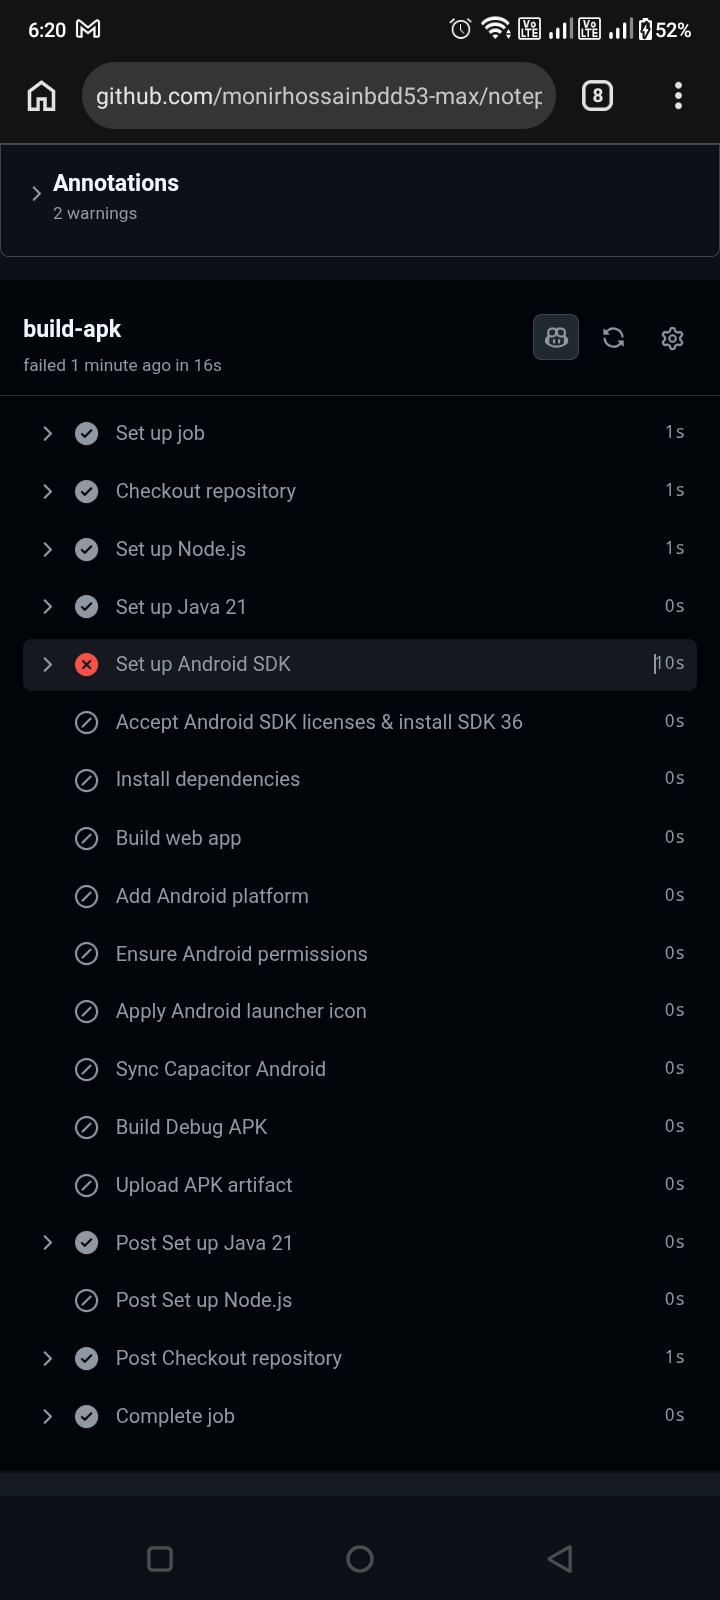 6:20
Vo LTE
Vo LTE
52%
github.com/monirhossainbdd53-max/notep
8
Annotations
2 warnings
build-apk
failed 1 minute ago in 16s
Set up job 1s
Checkout repository 1s
Set up Node.js 1s
Set up Java 21 0s
Set up Android SDK 10s
Accept Android SDK licenses & install SDK 36 0s
Install dependencies 0s
Build web app 0s
Add Android platform 0s
Ensure Android permissions 0s
Apply Android launcher icon 0s
Sync Capacitor Android 0s
Build Debug APK 0s
Upload APK artifact 0s
Post Set up Java 21 0s
Post Set up Node.js 0s
Post Checkout repository 1s
Complete job 0s